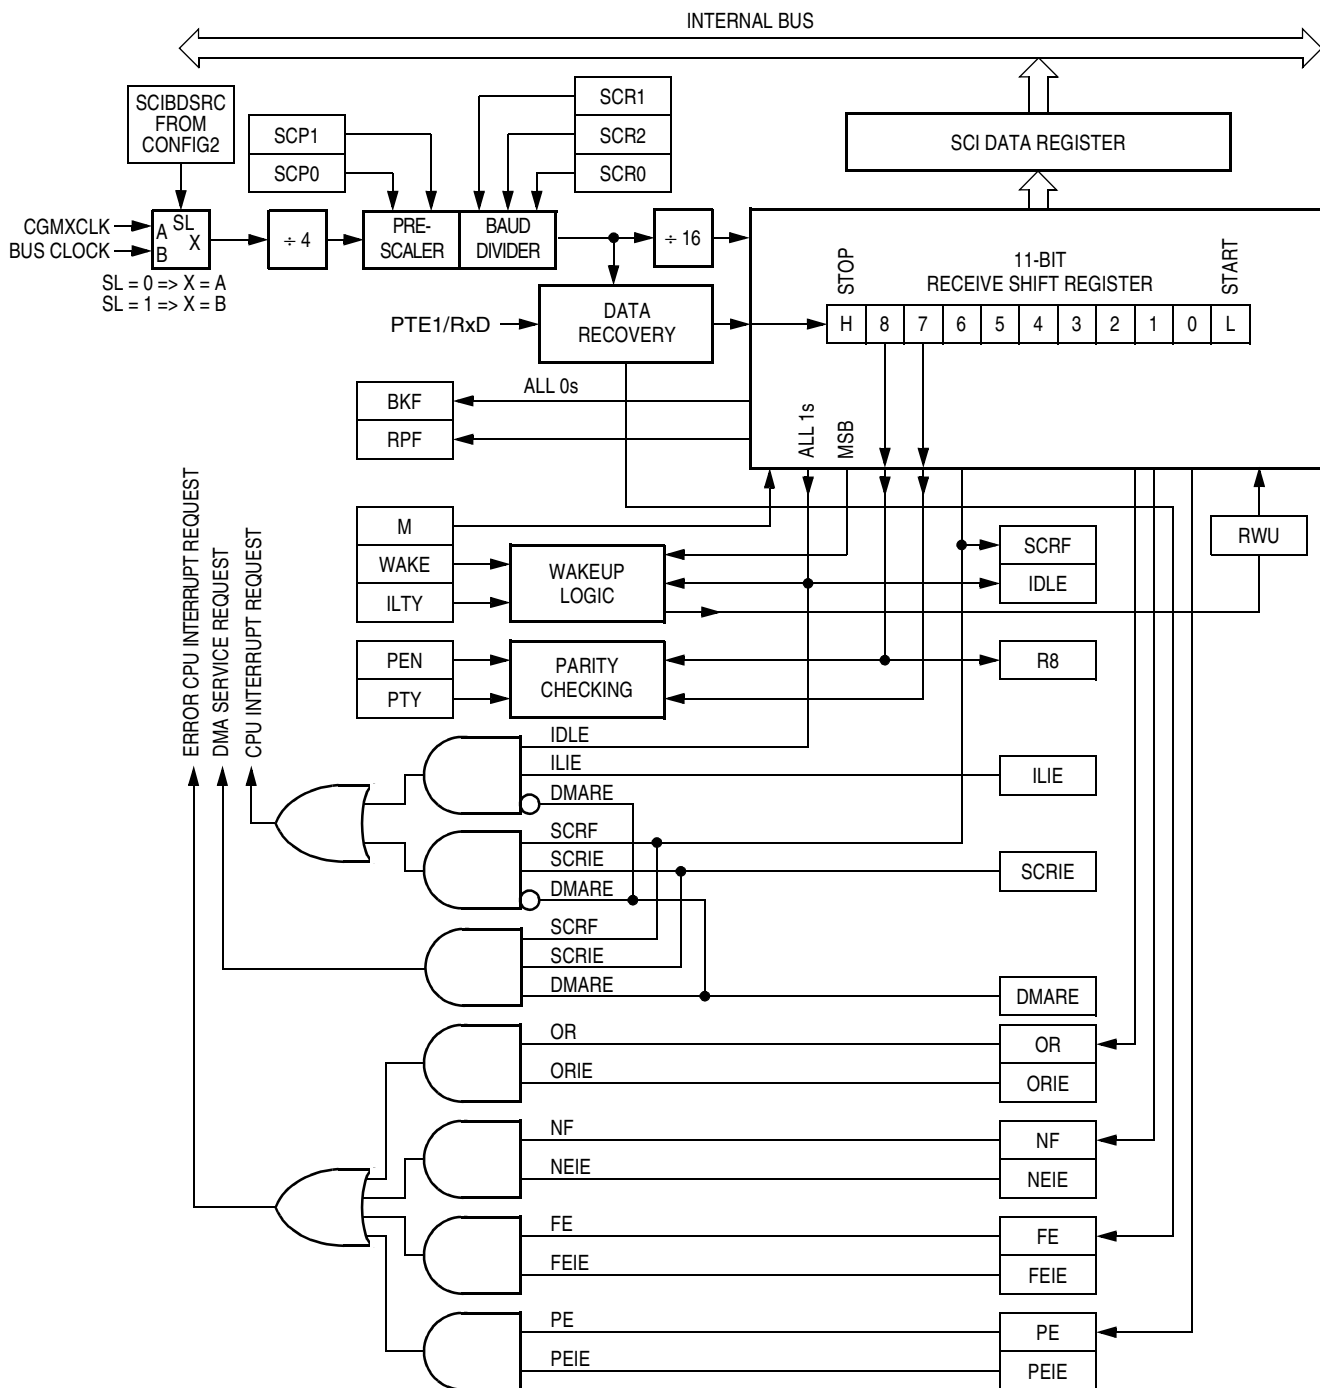 INTERNAL BUS
SCIBDSRC
FROM
CONFIG2
SCP1
SCP0
SCR1
SCR2
SCR0
SCI DATA REGISTER
CGMXCLK
BUS CLOCK
A
B
SL
X
÷ 4
PRE-
SCALER
BAUD
DIVIDER
÷ 16
SL = 0 => X = A
SL = 1 => X = B
STOP
11-BIT
RECEIVE SHIFT REGISTER
START
H 8 7 6 5 4 3 2 1 0 L
PTE1/RxD
DATA
RECOVERY
ALL 0s
BKF
RPF
ALL 1s
MSB
M
WAKE
ILTY
WAKEUP
LOGIC
SCRF
IDLE
RWU
PEN
PTY
PARITY
CHECKING
R8
ERROR CPU INTERRUPT REQUEST
DMA SERVICE REQUEST
CPU INTERRUPT REQUEST
IDLE
ILIE
DMARE
ILIE
SCRF
SCRIE
DMARE
SCRIE
SCRF
SCRIE
DMARE
DMARE
OR
ORIE
OR
ORIE
NF
NEIE
NF
NEIE
FE
FEIE
FE
FEIE
PE
PEIE
PE
PEIE